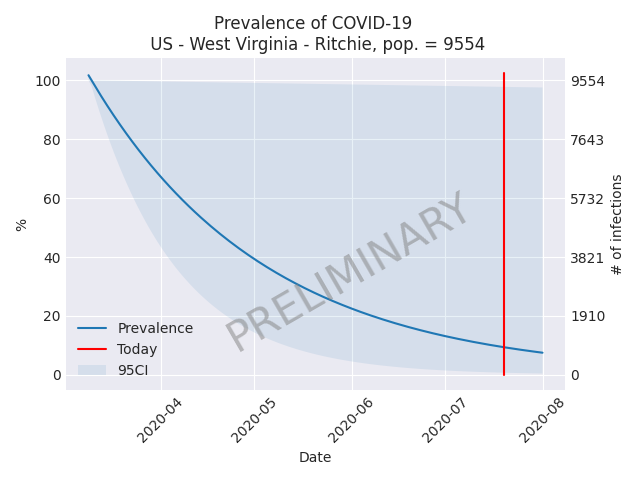 Prevalence of COVID-19
US - West Virginia - Ritchie, pop. = 9554
100
80
60
40
20
0
%
9554
7643
5732
3821
1910
0
# of infections
PRELIMINARY
Prevalence
Today
95CI
2020-04
2020-05
2020-06
2020-07
2020-08
Date